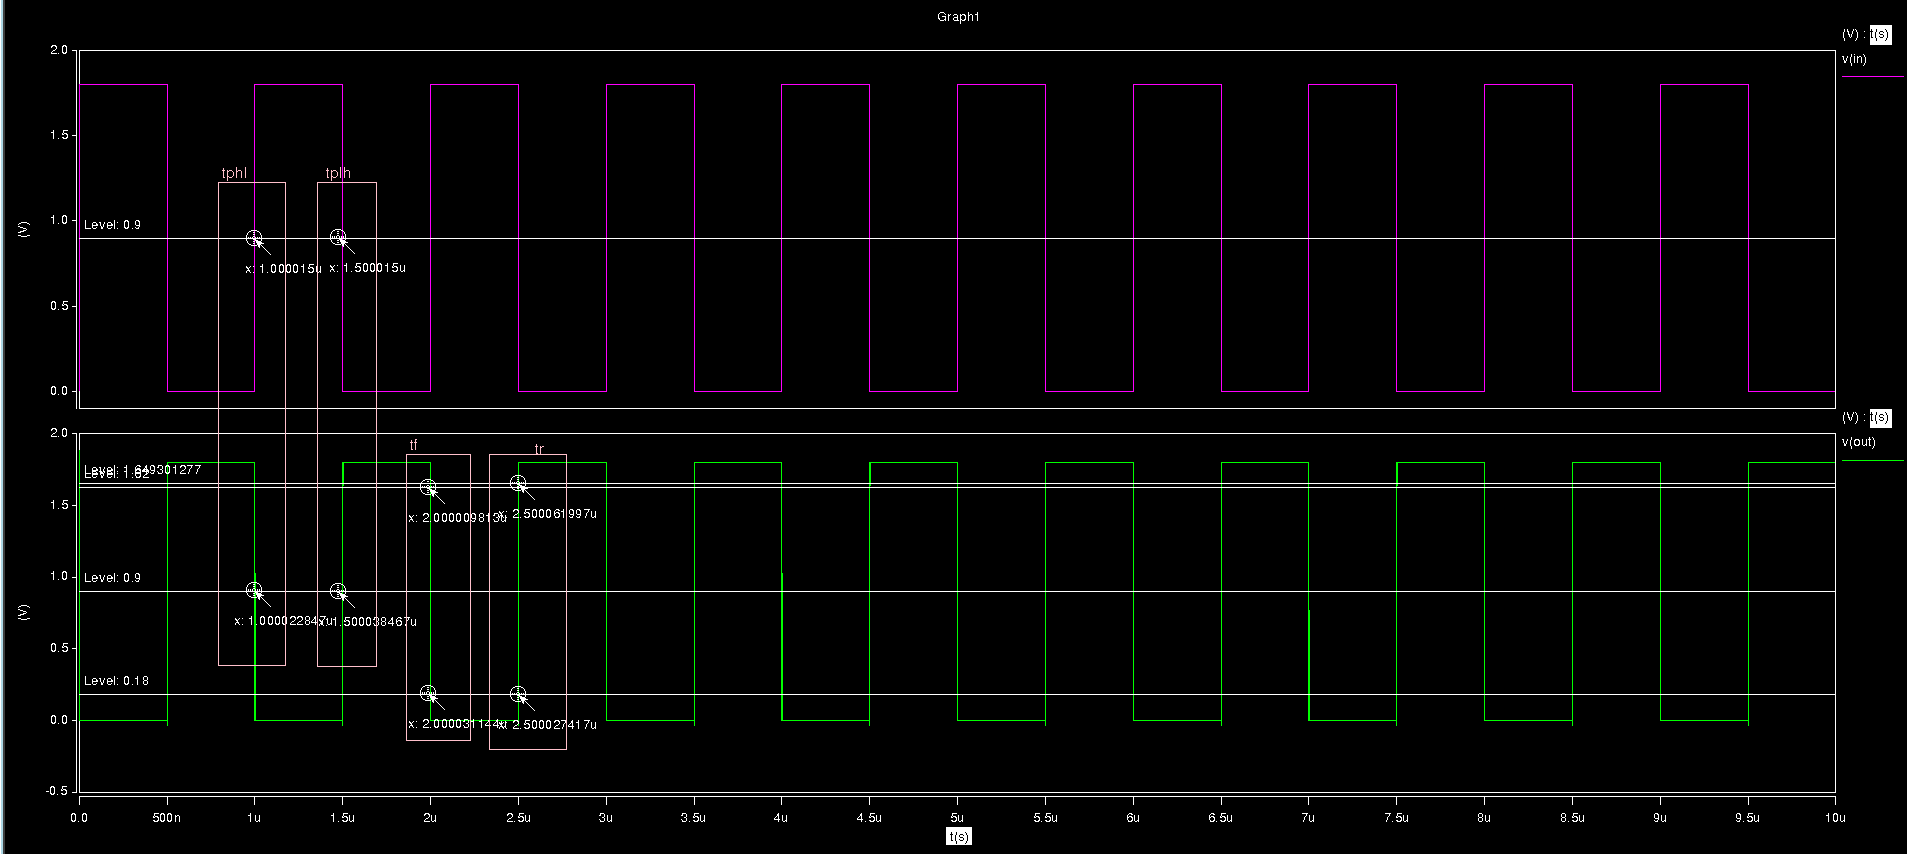 Graph1
(V) : t(s)
v(in)
2.0
1.5
1.0
0.5
0.0
(V)
tphl
tplh
Level: 0.9
x: 1.000015u
x: 1.500015u
(V) : t(s)
v(out)
2.0
1.5
1.0
0.5
0.0
-0.5
(V)
tf
tr
Level: 1.649301277
Level: 1.62
x: 2.000009813u
x: 2.500061997u
Level: 0.9
x: 1.000022847u
x: 1.500038467u
Level: 0.18
x: 2.000031144u
x: 2.500027417u
0.0 500n 1u 1.5u 2u 2.5u 3u 3.5u 4u 4.5u 5u 5.5u 6u 6.5u 7u 7.5u 8u 8.5u 9u 9.5u 10u
t(s)